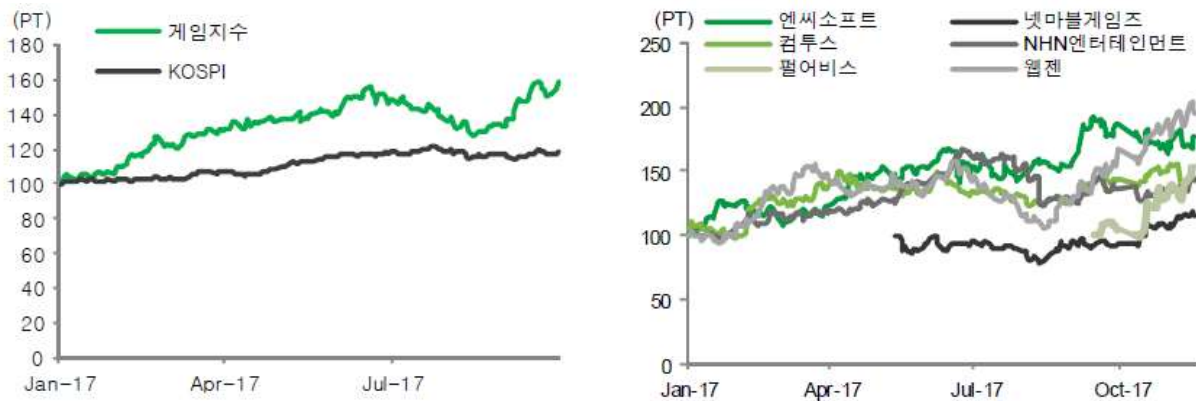 (PT)
게임지수
KOSPI
180
160
140
120
100
80
60
40
20
0
Jan-17
Apr-17
Jul-17
(PT)
엔씨소프트
넷마블게임즈
컴투스
NHN엔터테인먼트
펄어비스
웹젠
250
200
150
100
50
0
Jan-17
Apr-17
Jul-17
Oct-17